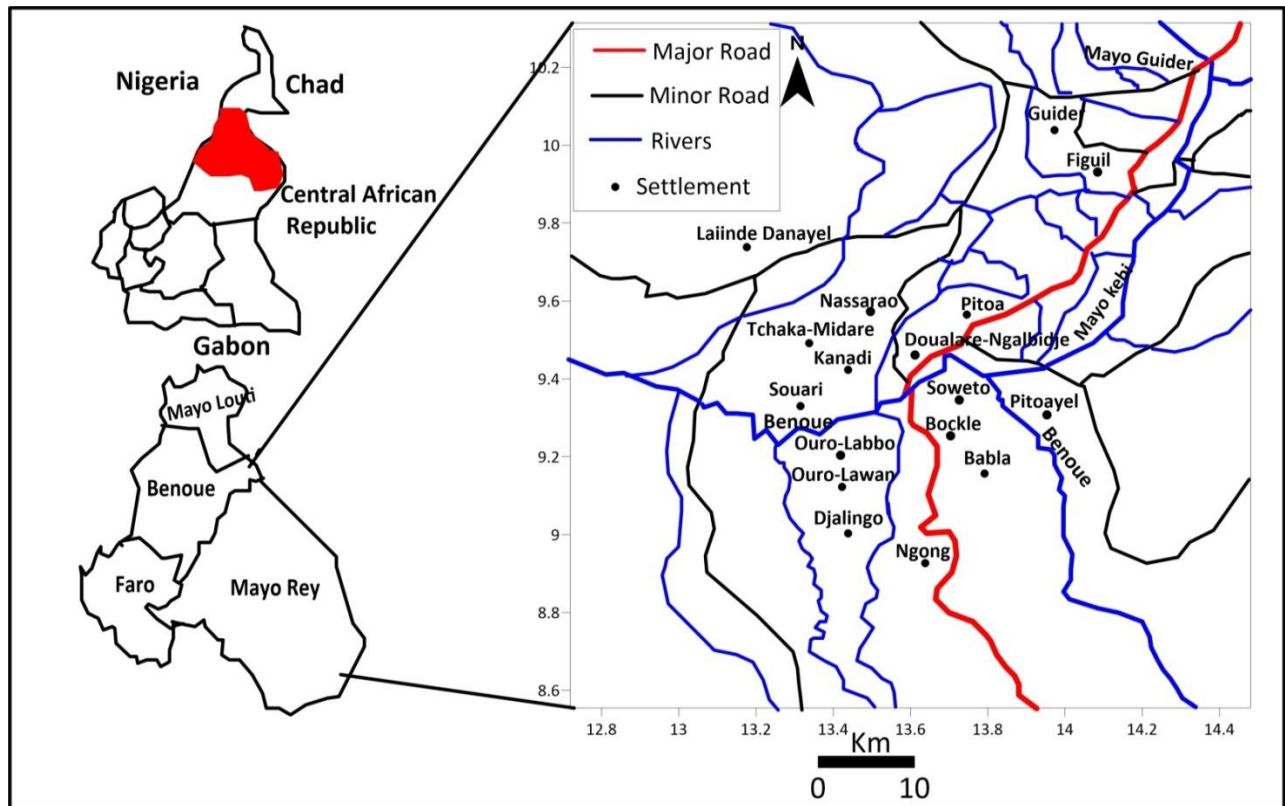 Nigeria
Chad
Central African
Republic
Gabon
Mayo Louti
Benoue
Faro
Mayo Rey
Major Road
Minor Road
Rivers
Settlement
N
Mayo Guider
Guider
Figuil
Laiinde Danayel
Nassarao
Pitoa
Mayo kebi
Tchaka-Midare
Doualare-Ngalbidje
Kanadi
Souari
Soweto
Pitoayel
Benoue
Bockle
Benoue
Ouro-Labbo
Babla
Ouro-Lawan
Djalingo
Ngong
10.2
10
9.8
9.6
9.4
9.2
9
8.8
8.6
12.8 13 13.2 13.4 13.6 13.8 14 14.2 14.4
Km
0 10